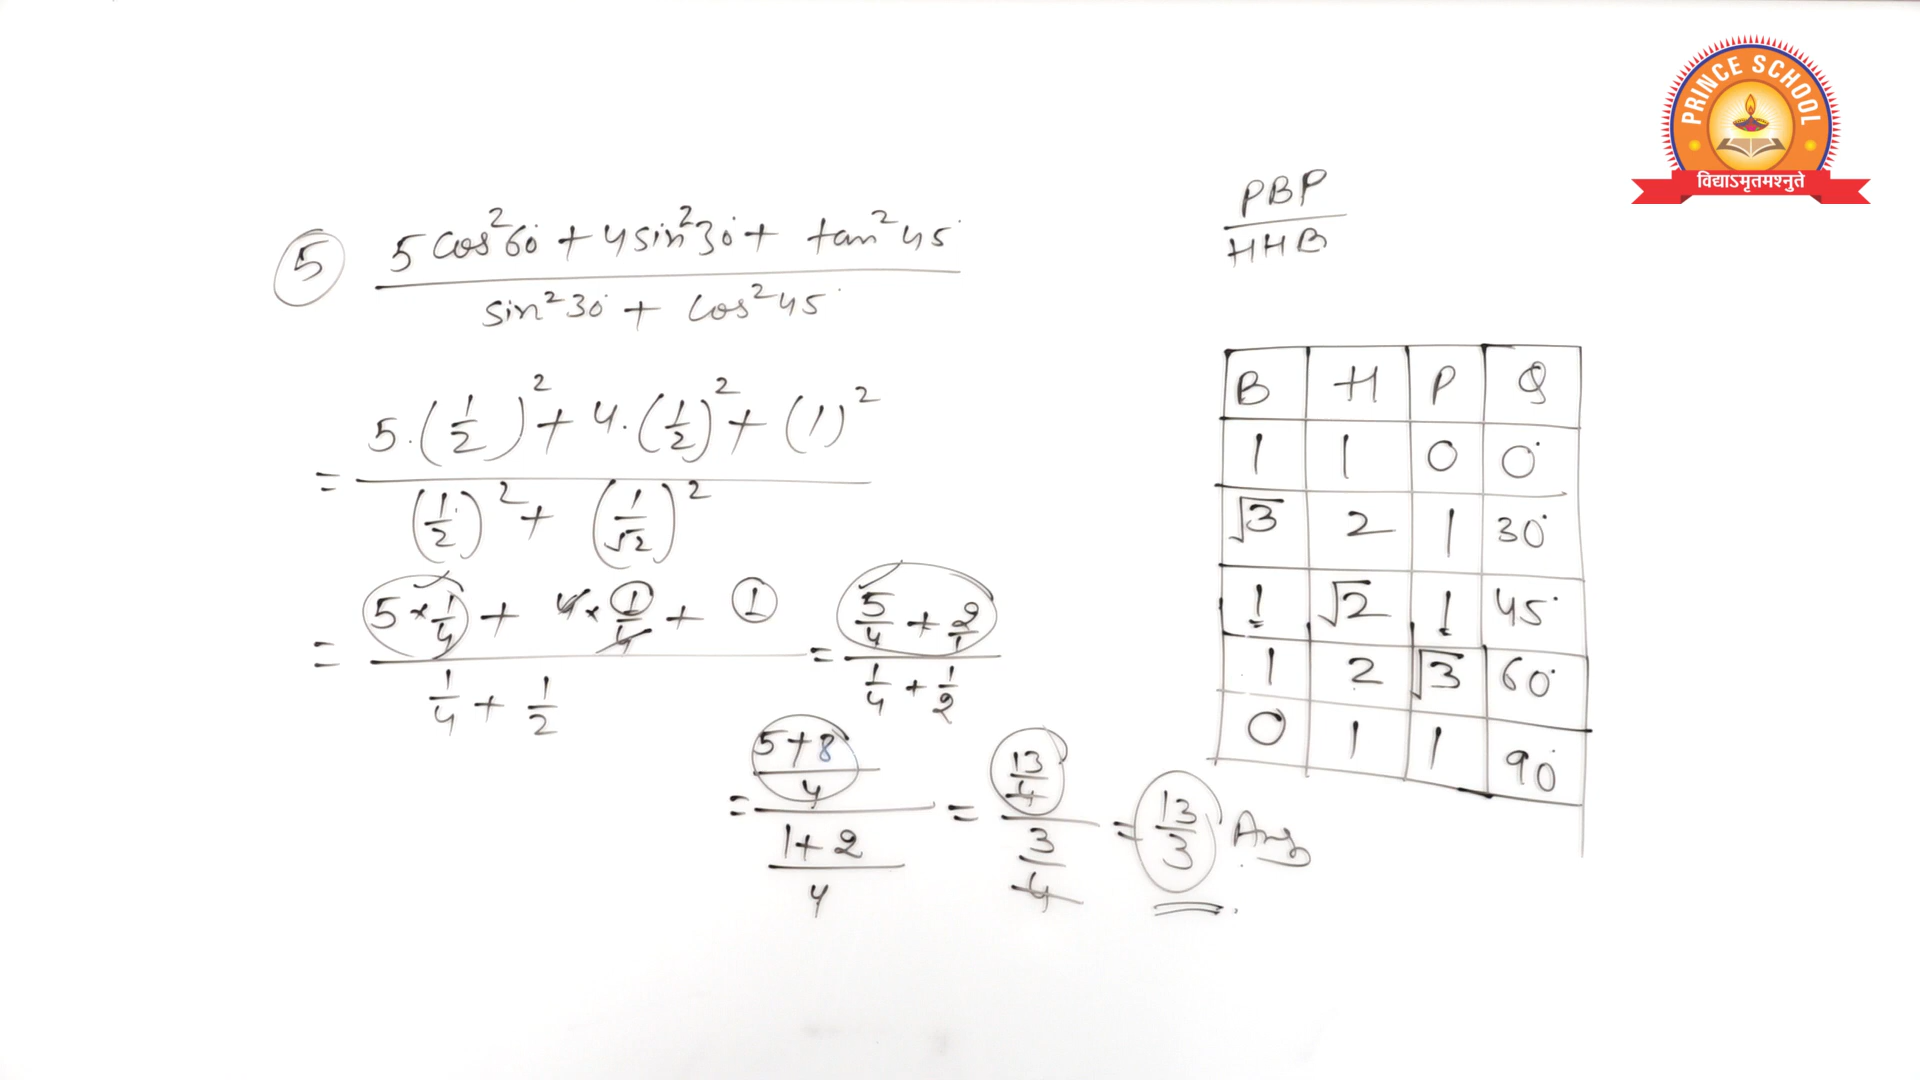 PRINCE SCHOOL
विद्याऽमृतमश्नुते
PBP
HHB
5 5cos²60° + 4sin²30° + tan²45°
sin²30° + cos²45°
= 5·(1/2)² + 4·(1/2)² + (1)²
(1/2)² + (1/√2)²
= 5×1/4 + 4×1/4 + 1
1/4 + 1/2
= 5/4 + 2/1
1/4 + 1/2
= 5+8/4
1+2/4
= 13/4
3/4
= 13/3 Ans
B H P Q
1 1 0 0°
√3 2 1 30°
1 √2 1 45°
1 2 √3 60°
0 1 1 90°